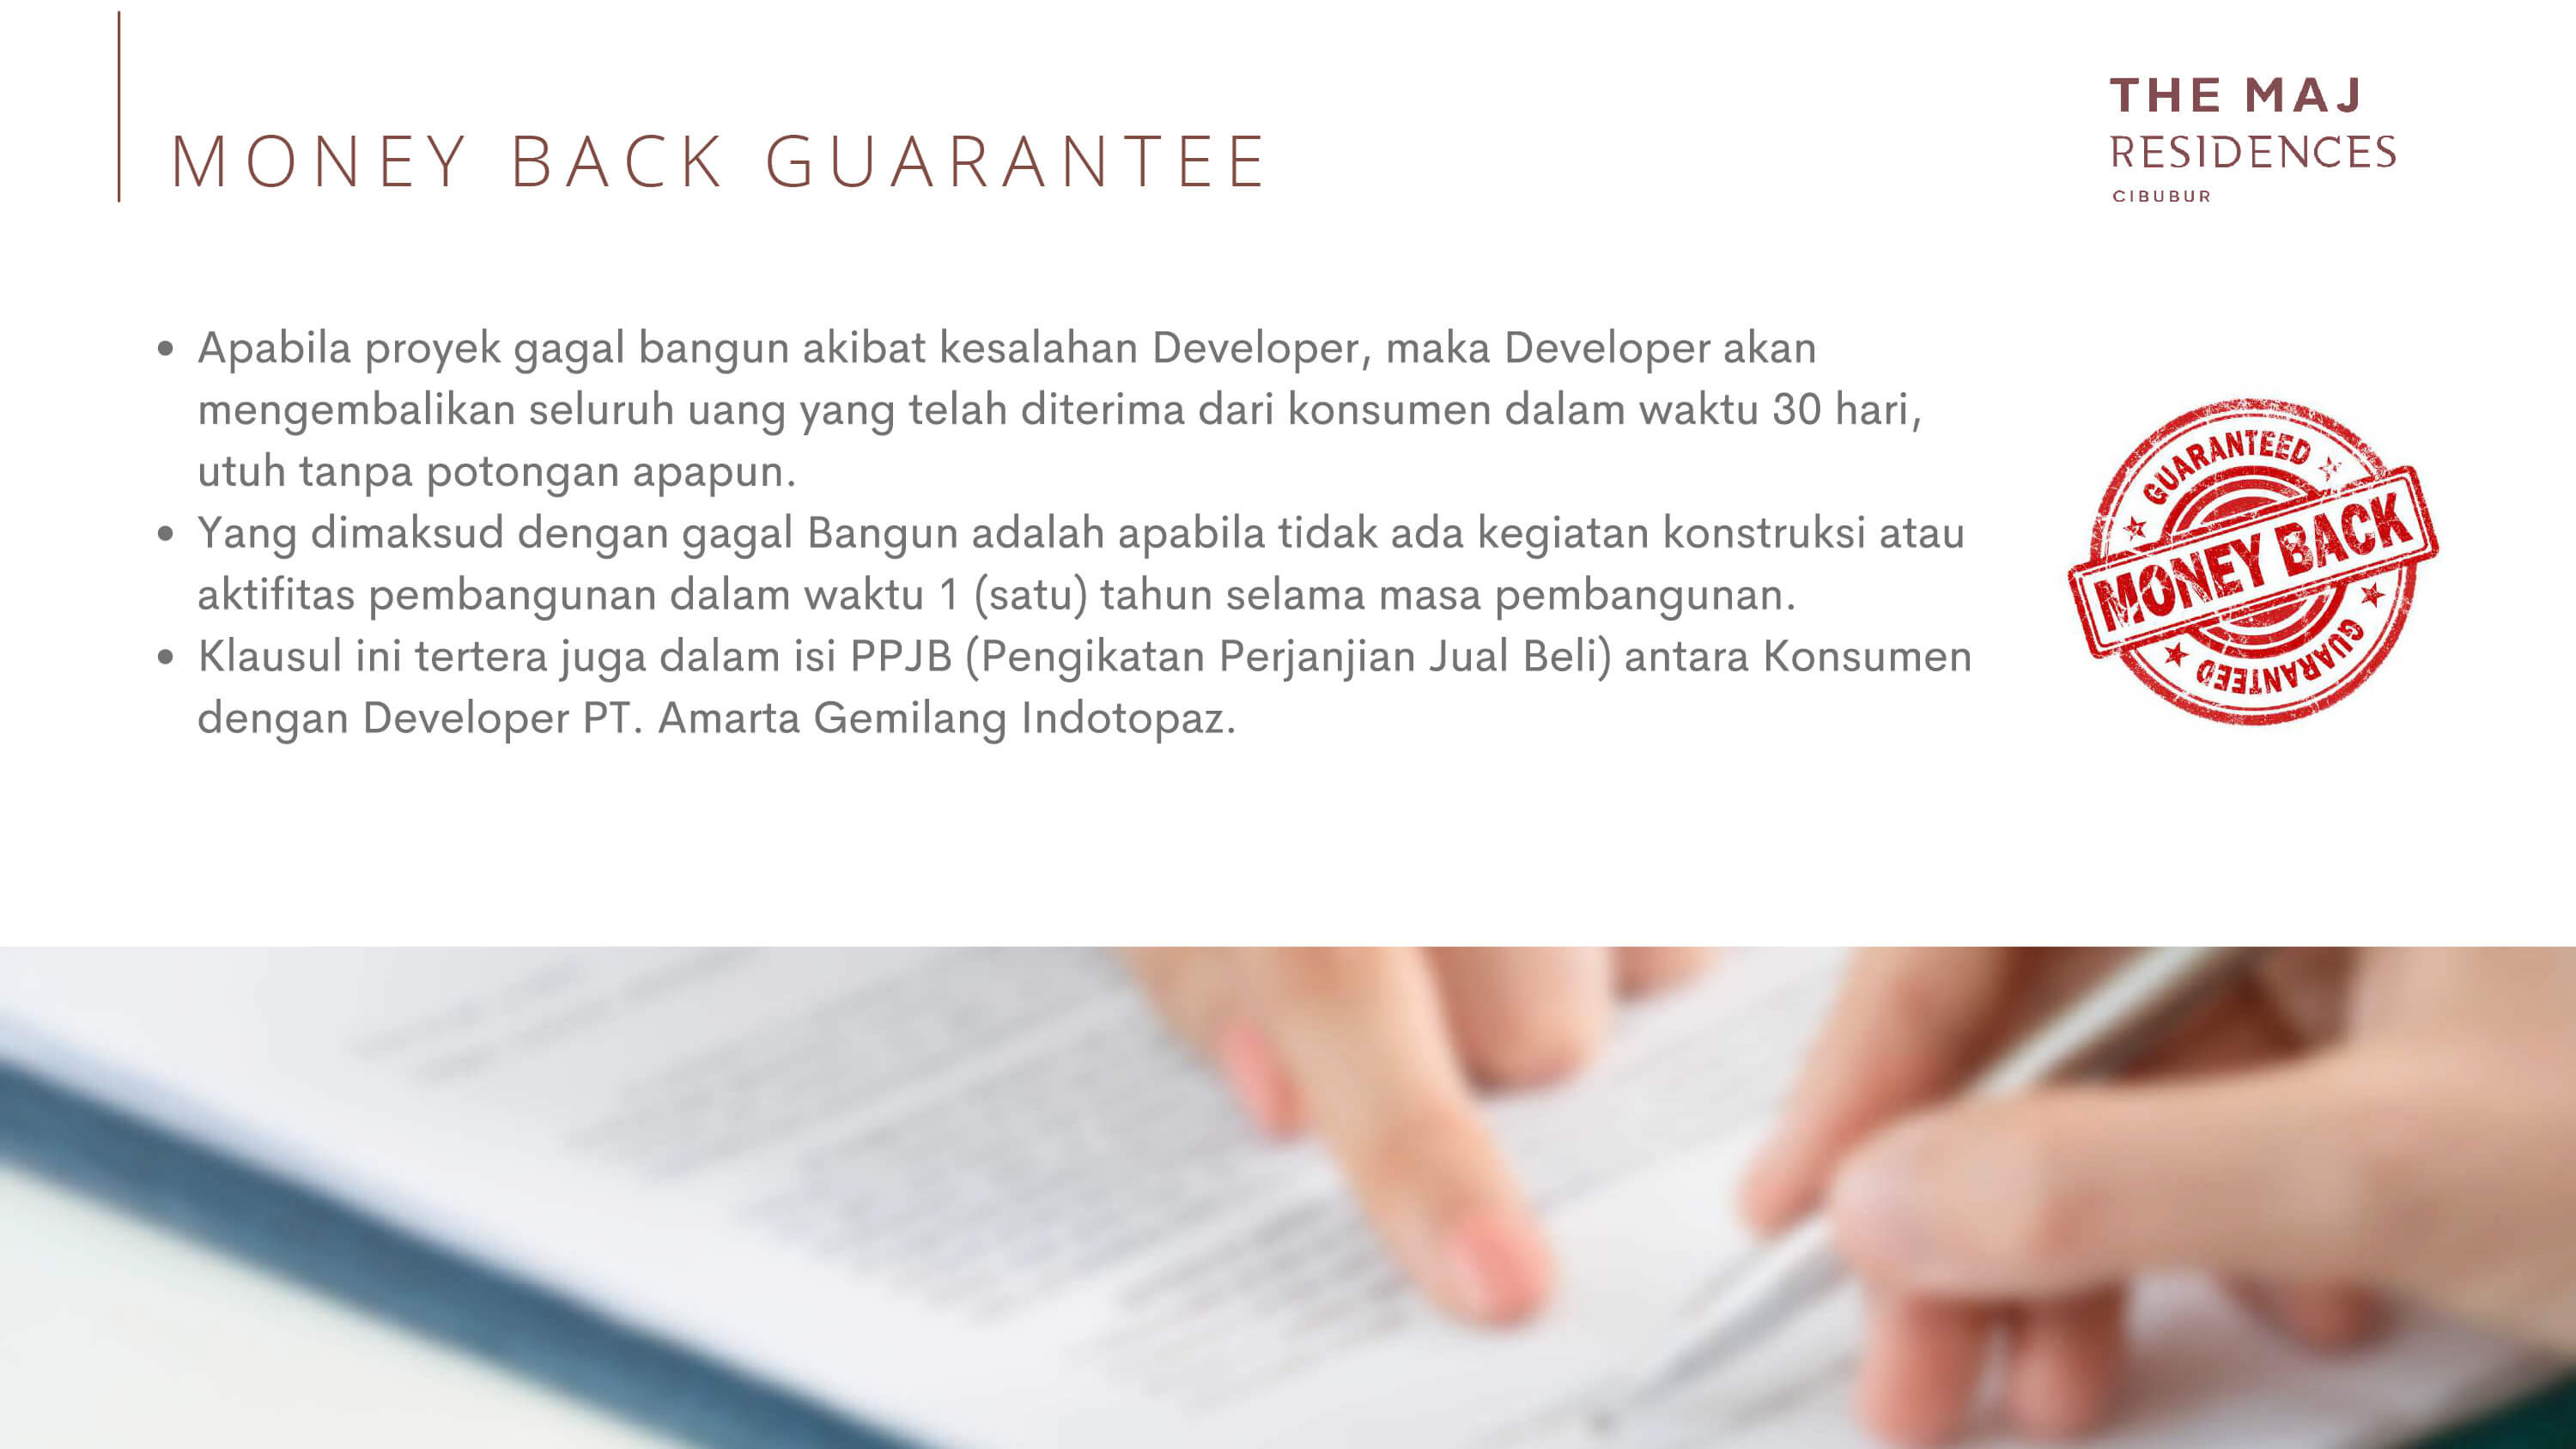 MONEY BACK GUARANTEE
THE MAJ
RESIDENCES
CIBUBUR
• Apabila proyek gagal bangun akibat kesalahan Developer, maka Developer akan
mengembalikan seluruh uang yang telah diterima dari konsumen dalam waktu 30 hari,
utuh tanpa potongan apapun.
• Yang dimaksud dengan gagal Bangun adalah apabila tidak ada kegiatan konstruksi atau
aktifitas pembangunan dalam waktu 1 (satu) tahun selama masa pembangunan.
• Klausul ini tertera juga dalam isi PPJB (Pengikatan Perjanjian Jual Beli) antara Konsumen
dengan Developer PT. Amarta Gemilang Indotopaz.
GUARANTEED
MONEY BACK
GUARANTEED